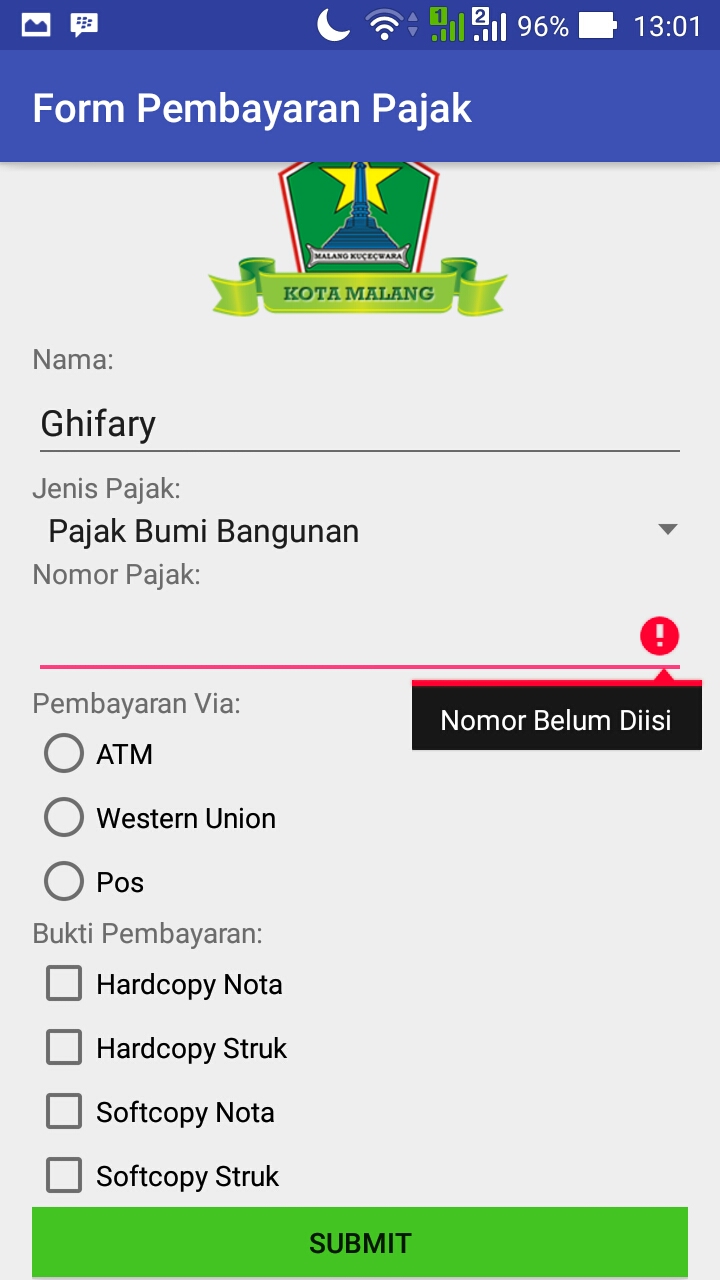 1 2 96% 13:01
Form Pembayaran Pajak
MALANG KUÇEÇWARA
KOTA MALANG
Nama:
Ghifary
Jenis Pajak:
Pajak Bumi Bangunan
Nomor Pajak:
Nomor Belum Diisi
Pembayaran Via:
ATM
Western Union
Pos
Bukti Pembayaran:
Hardcopy Nota
Hardcopy Struk
Softcopy Nota
Softcopy Struk
SUBMIT